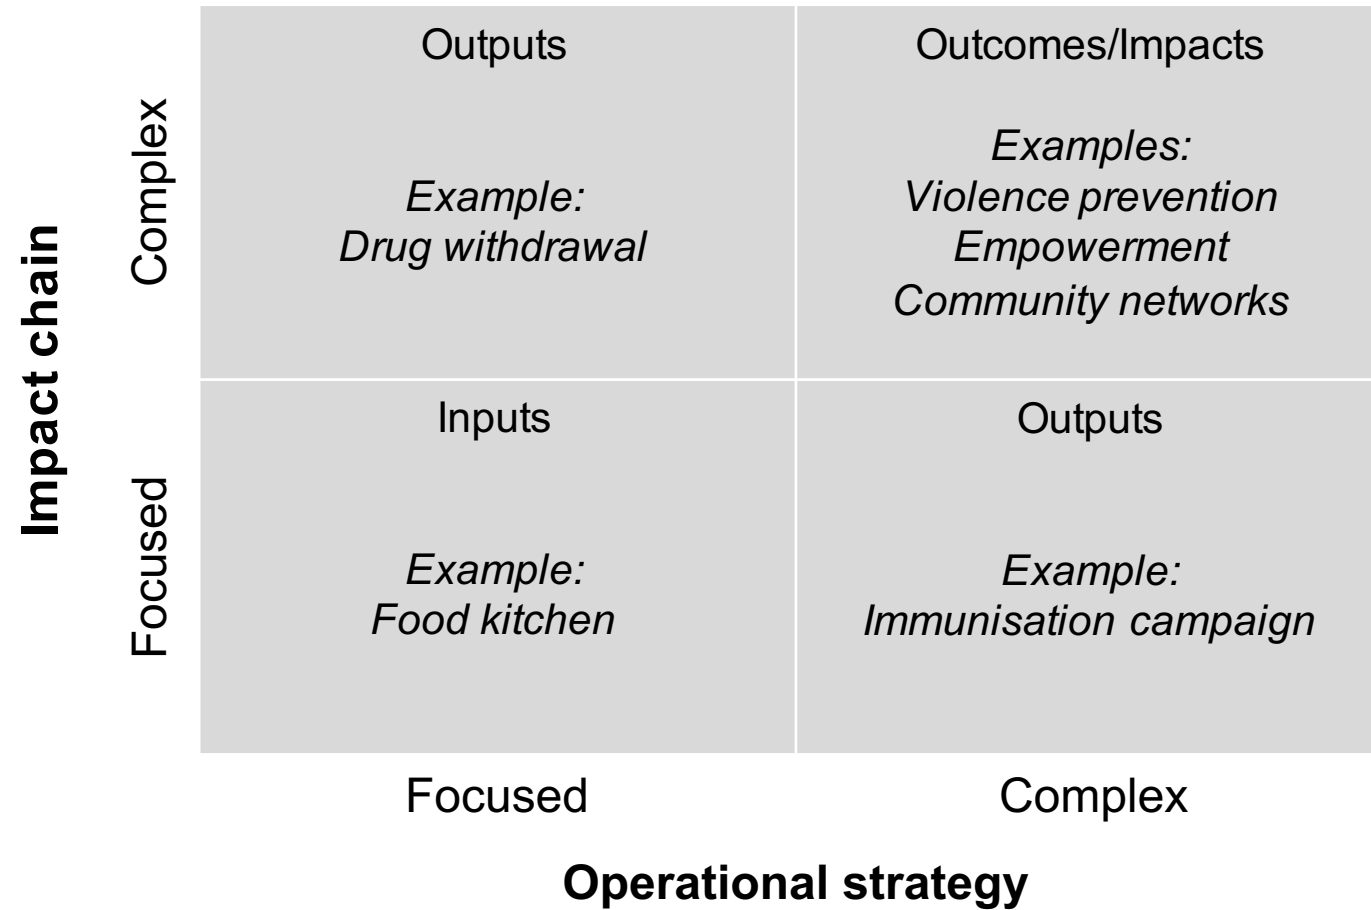 Impact chain
Complex
Outputs
Example:
Drug withdrawal
Outcomes/Impacts
Examples:
Violence prevention
Empowerment
Community networks
Focused
Inputs
Example:
Food kitchen
Outputs
Example:
Immunisation campaign
Focused
Complex
Operational strategy